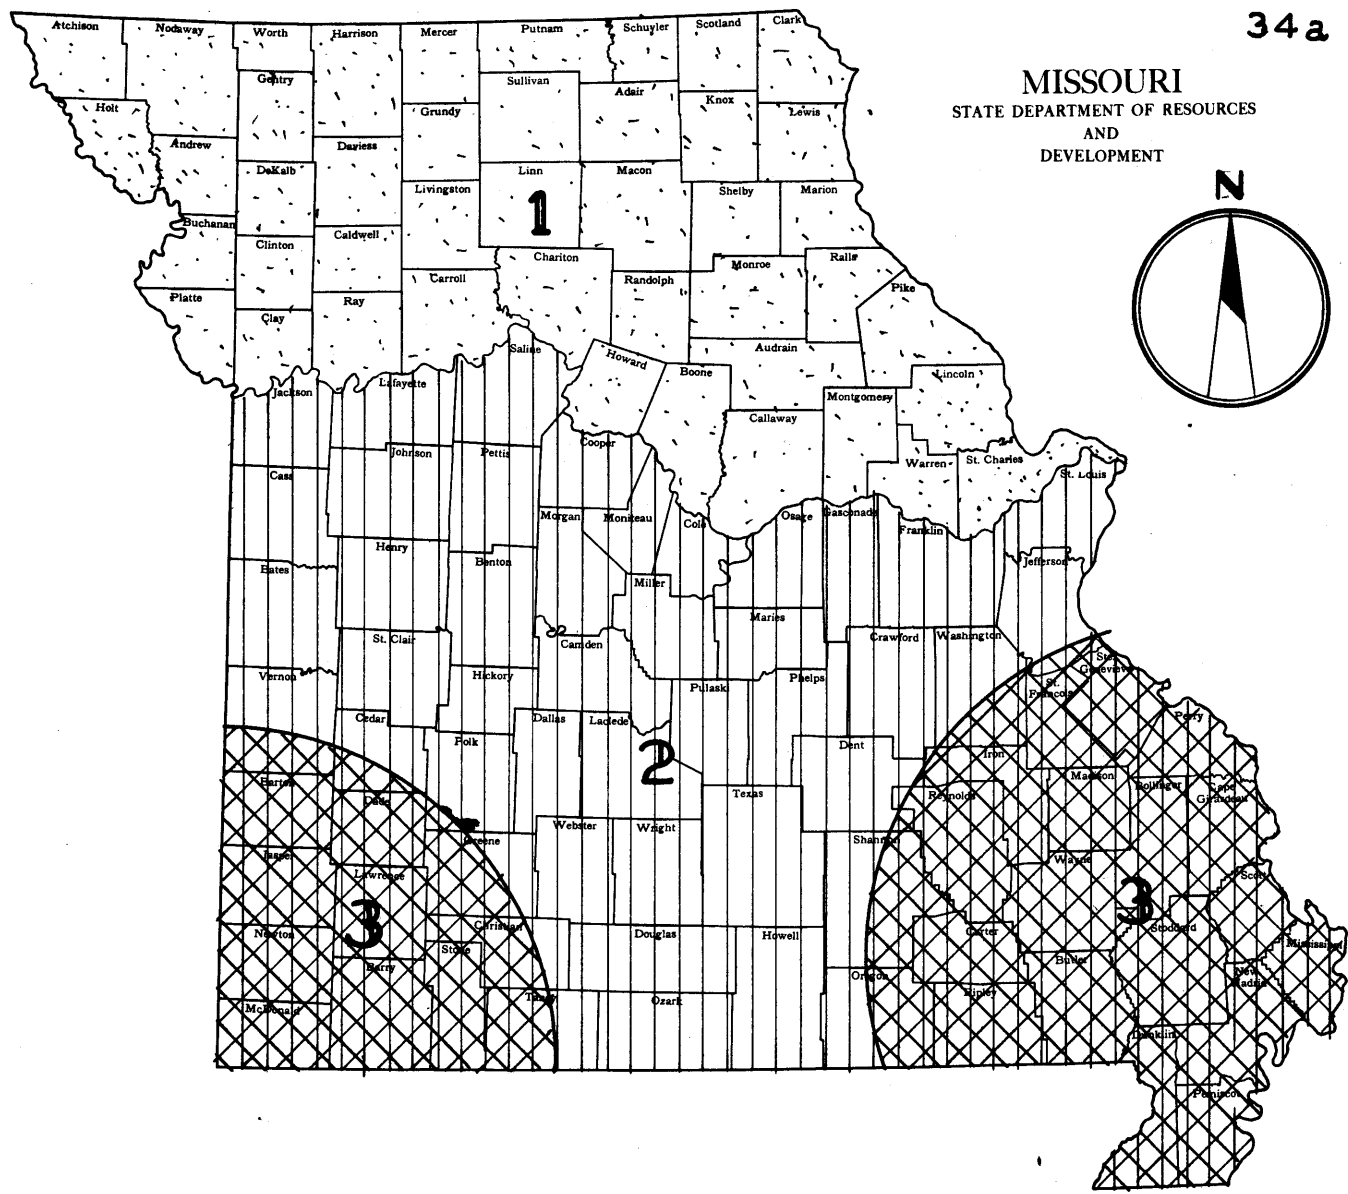 34a
MISSOURI
STATE DEPARTMENT OF RESOURCES
AND
DEVELOPMENT
N
Atchison Nodaway Worth Harrison Mercer Putnam Schuyler Scotland Clark
Gentry Sullivan Adair Knox Lewis
Holt Grundy
Andrew Daviess
DeKalb Linn Macon
Livingston Shelby Marion
1
Buchanan Caldwell
Clinton Chariton Monroe Ralls
Carroll Randolph Pike
Platte Ray
Clay
Saline Howard Audrain
Boone Lincoln
Jackson Lafayette Montgomery
Callaway
Cooper
Johnson Pettis Warren St. Charles
Cass St. Louis
Morgan Moniteau Cole Osage Gasconade Franklin
Henry
Bates Benton Miller Jefferson
Maries
St. Clair Camden Crawford Washington
Vernon Hickory Pulaski Phelps Ste. Genevieve
St. Francois
Cedar Dallas Laclede Perry
Polk 2 Dent Iron
Barton Madison Bollinger Cape Girardeau
Dade Texas Reynolds
Webster Wright
Greene Shannon
Jasper Wayne
Lawrence Scott
3 3
Newton Christian Douglas Howell Carter Stoddard Mississippi
Stone
Barry Butler
Oregon New Madrid
McDonald Taney Ozark Ripley
Dunklin
Pemiscot